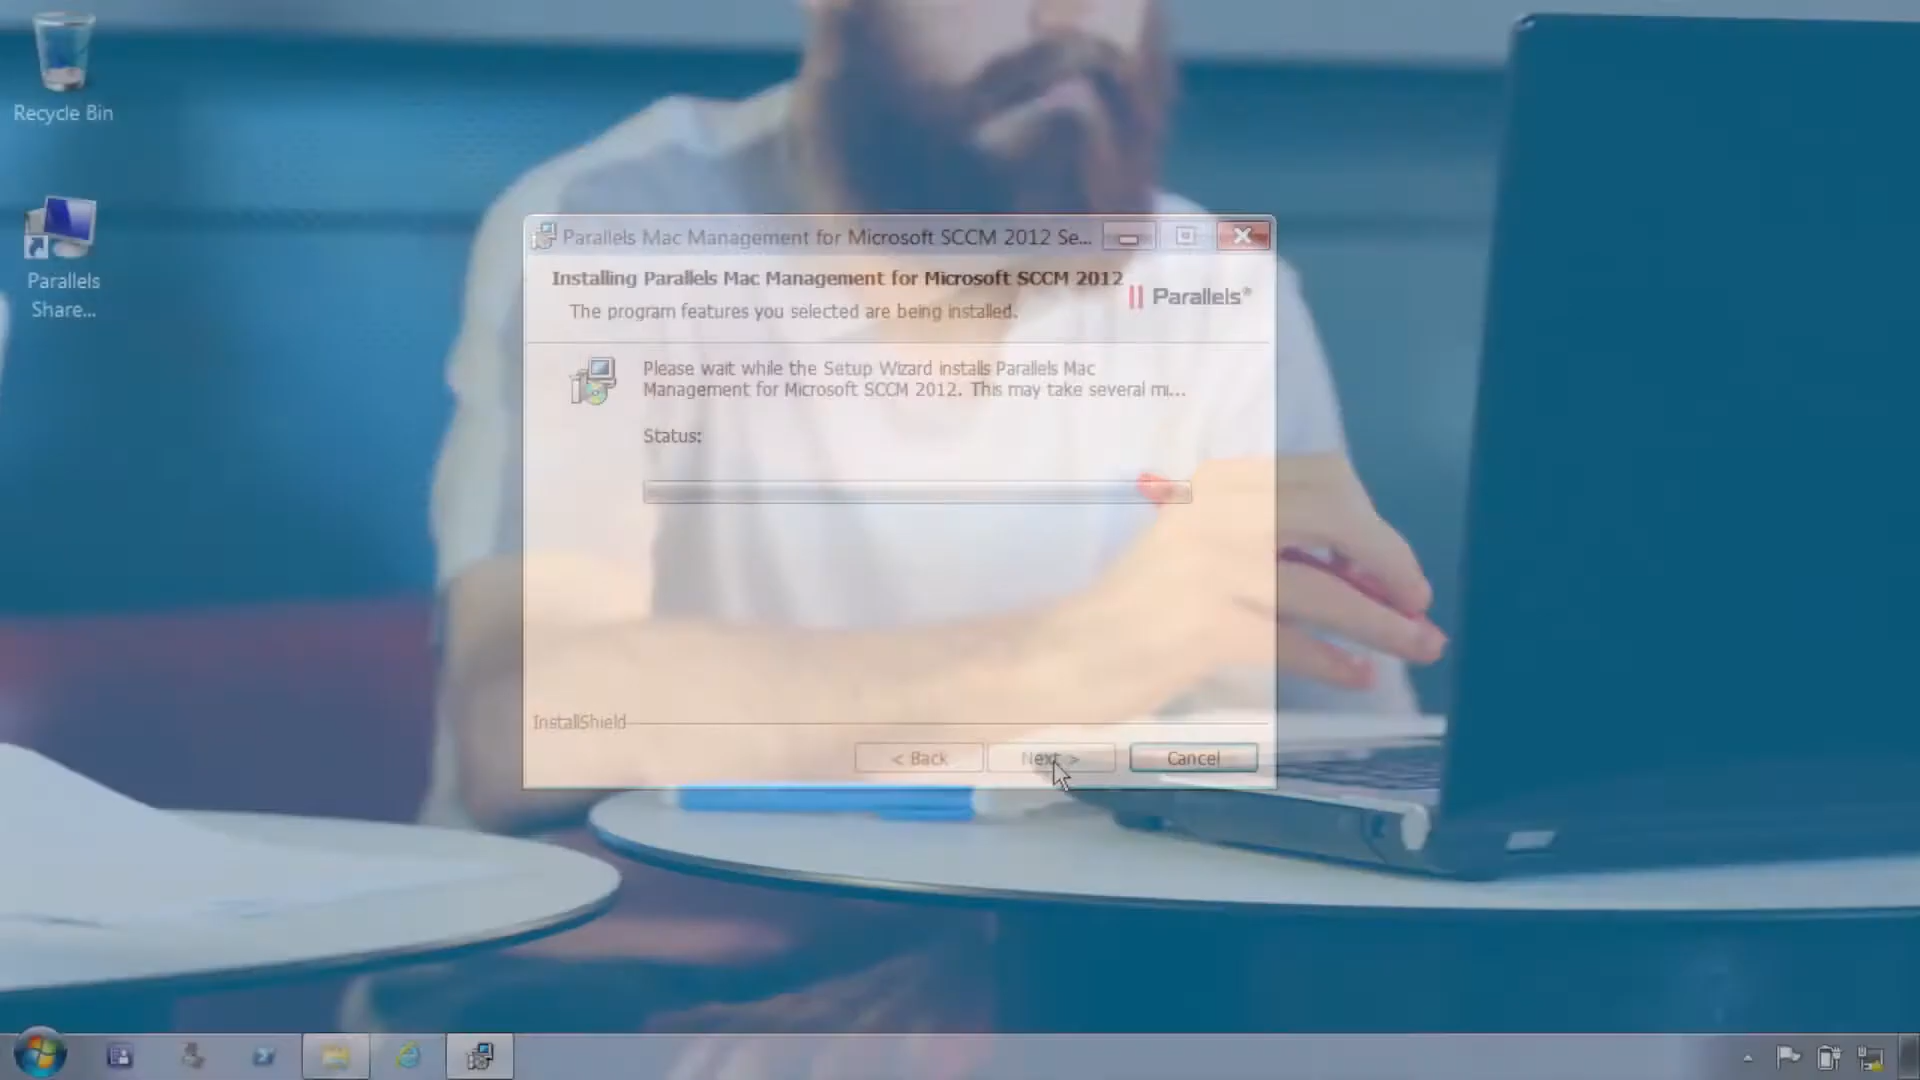 Recycle Bin
Parallels
Share...
Parallels Mac Management for Microsoft SCCM 2012 Se...
Installing Parallels Mac Management for Microsoft SCCM 2012
The program features you selected are being installed.
Parallels®
Please wait while the Setup Wizard installs Parallels Mac
Management for Microsoft SCCM 2012. This may take several mi...
Status:
InstallShield
< Back
Next >
Cancel